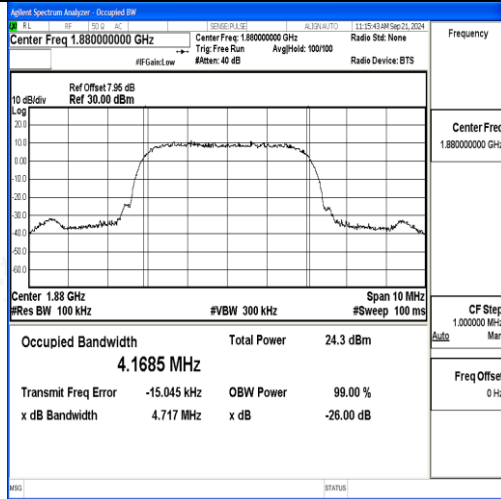 Agilent Spectrum Analyzer - Occupied BW
RL RF 50 Ω AC SENSE:PULSE ALIGN AUTO 11:15:43 AM Sep 21, 2024
Center Freq 1.880000000 GHz Center Freq: 1.880000000 GHz Radio Std: None Frequency
Trig: Free Run Avg|Hold: 100/100
#IFGain:Low #Atten: 40 dB Radio Device: BTS
Ref Offset 7.95 dB
10 dB/div Ref 30.00 dBm
Log
20.0
10.0
0.00
-10.0
-20.0
-30.0
-40.0
-50.0
-60.0
Center Freq
1.880000000 GHz
Center 1.88 GHz Span 10 MHz
#Res BW 100 kHz #VBW 300 kHz #Sweep 100 ms
CF Step
1.000000 MHz
Auto Man
Occupied Bandwidth Total Power 24.3 dBm
4.1685 MHz
Transmit Freq Error -15.045 kHz OBW Power 99.00 %
x dB Bandwidth 4.717 MHz x dB -26.00 dB
Freq Offset
0 Hz
MSG STATUS